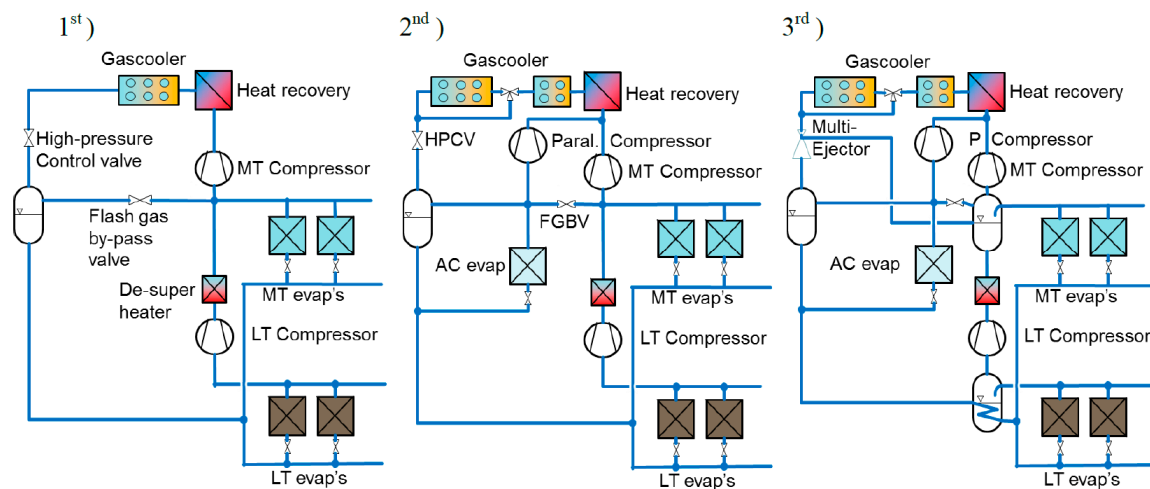 1st)
Gascooler
Heat recovery
High-pressure
Control valve
MT Compressor
Flash gas
by-pass
valve
De-super
heater
MT evap's
LT Compressor
LT evap's
2nd)
Gascooler
Heat recovery
HPCV
Paral. Compressor
MT Compressor
FGBV
AC evap
MT evap's
LT Compressor
LT evap's
3rd)
Gascooler
Heat recovery
Multi-
Ejector
P Compressor
MT Compressor
AC evap
MT evap's
LT Compressor
LT evap's